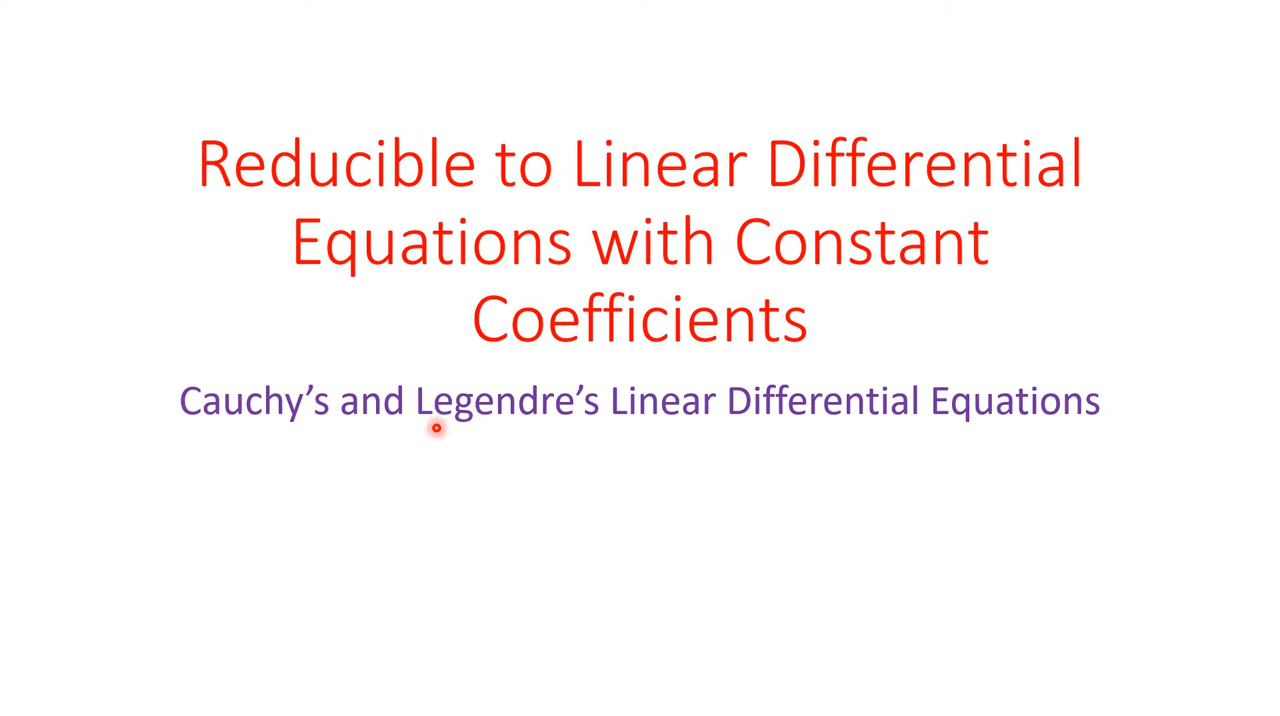 Reducible to Linear Differential
Equations with Constant
Coefficients
Cauchy’s and Legendre’s Linear Differential Equations